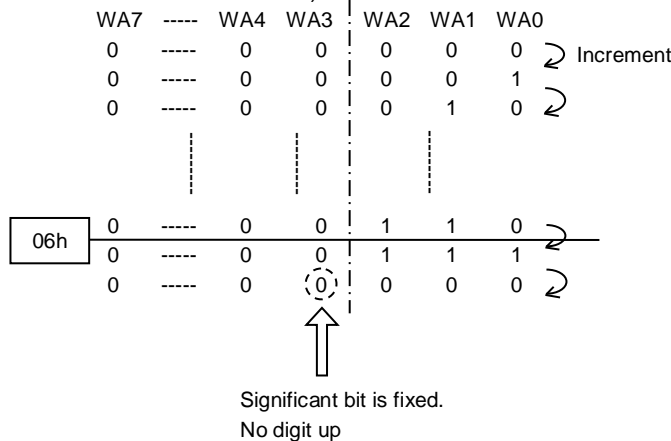 WA7 ----- WA4 WA3 WA2 WA1 WA0
0 ----- 0 0 0 0 0 Increment
0 ----- 0 0 0 0 1
0 ----- 0 0 0 1 0
06h 0 ----- 0 0 1 1 0
0 ----- 0 0 1 1 1
0 ----- 0 0 0 0 0
Significant bit is fixed.
No digit up